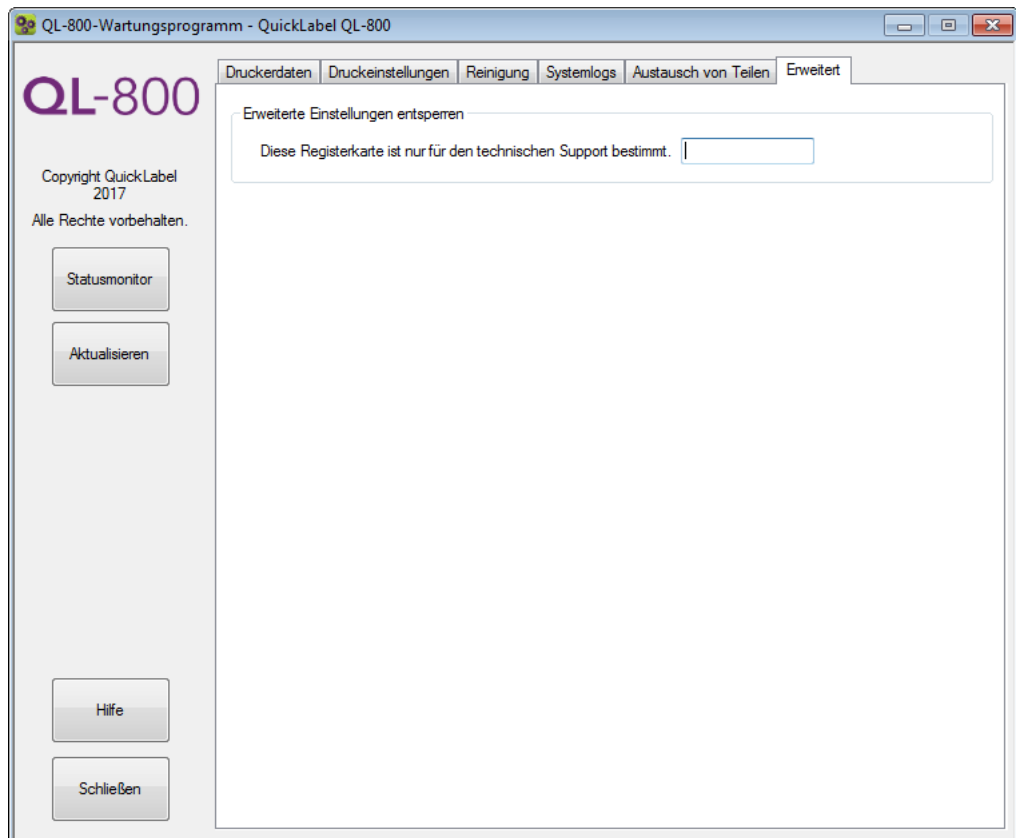 QL-800-Wartungsprogramm - QuickLabel QL-800
QL-800
Copyright QuickLabel
2017
Alle Rechte vorbehalten.
Statusmonitor
Aktualisieren
Hilfe
Schließen
Druckerdaten Druckeinstellungen Reinigung Systemlogs Austausch von Teilen Erweitert
Erweiterte Einstellungen entsperren
Diese Registerkarte ist nur für den technischen Support bestimmt.